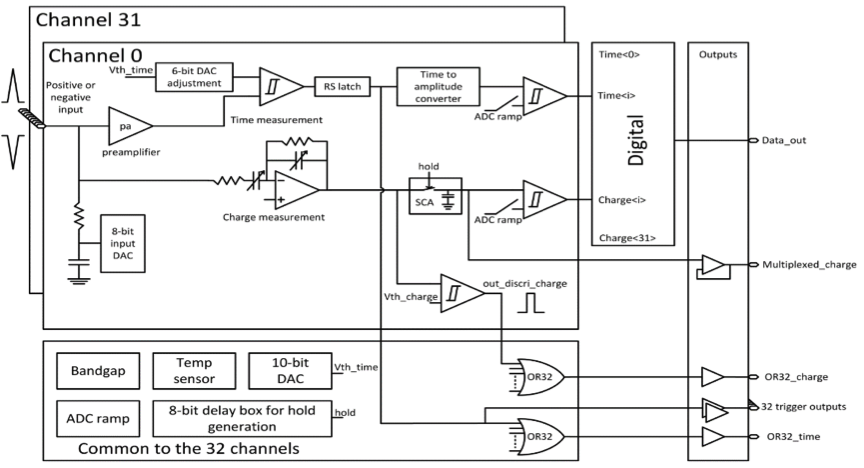 Channel 31
Channel 0
Vth_time
6-bit DAC
adjustment
Positive or
negative
input
pa
preamplifier
Time measurement
RS latch
Time to
amplitude
converter
ADC ramp
Time<0>
Time<i>
Digital
Charge<i>
Charge<31>
Outputs
Data_out
hold
SCA
ADC ramp
Charge measurement
8-bit
input
DAC
Multiplexed_charge
Vth_charge
out_discri_charge
Bandgap
Temp
sensor
10-bit
DAC
Vth_time
ADC ramp
8-bit delay box for hold
generation
hold
Common to the 32 channels
OR32
OR32_charge
32 trigger outputs
OR32
OR32_time